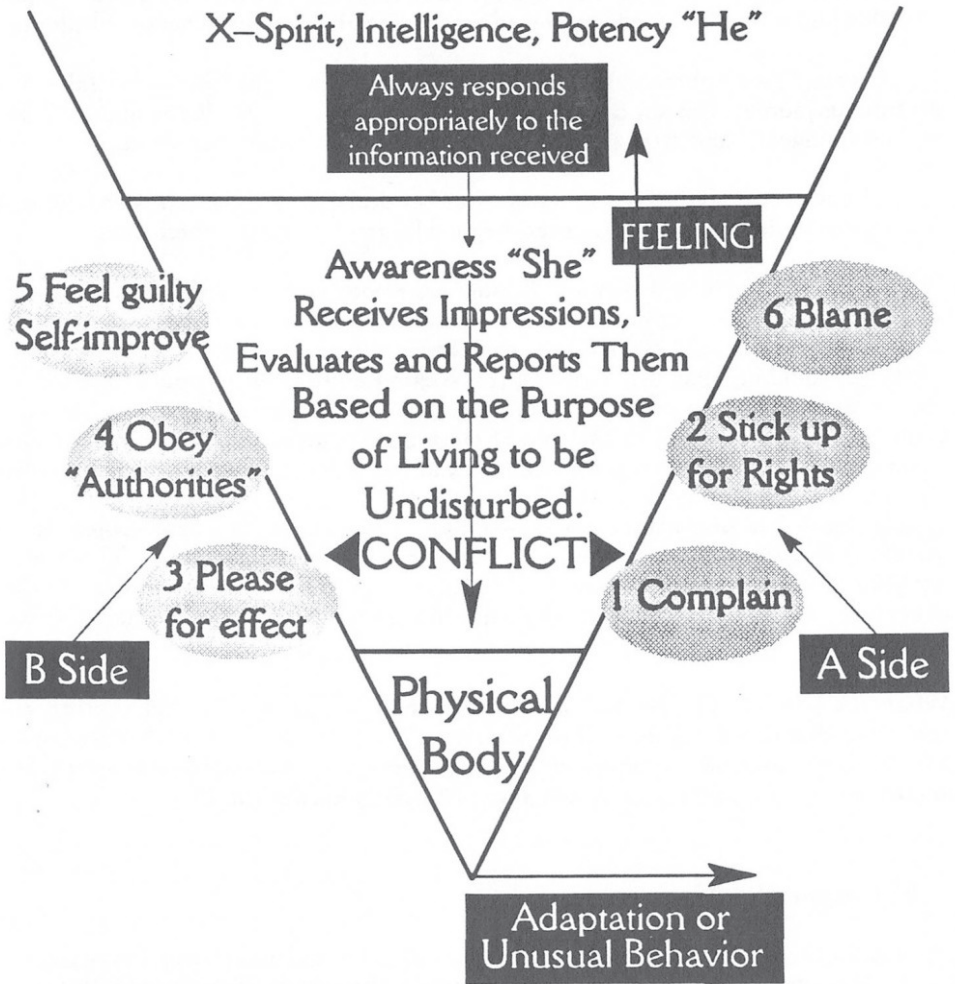 X–Spirit, Intelligence, Potency “He”
Always responds
appropriately to the
information received
FEELING
Awareness “She”
Receives Impressions,
Evaluates and Reports Them
Based on the Purpose
of Living to be
Undisturbed.
CONFLICT
5 Feel guilty
Self-improve
4 Obey
“Authorities”
3 Please
for effect
B Side
6 Blame
2 Stick up
for Rights
1 Complain
A Side
Physical
Body
Adaptation or
Unusual Behavior